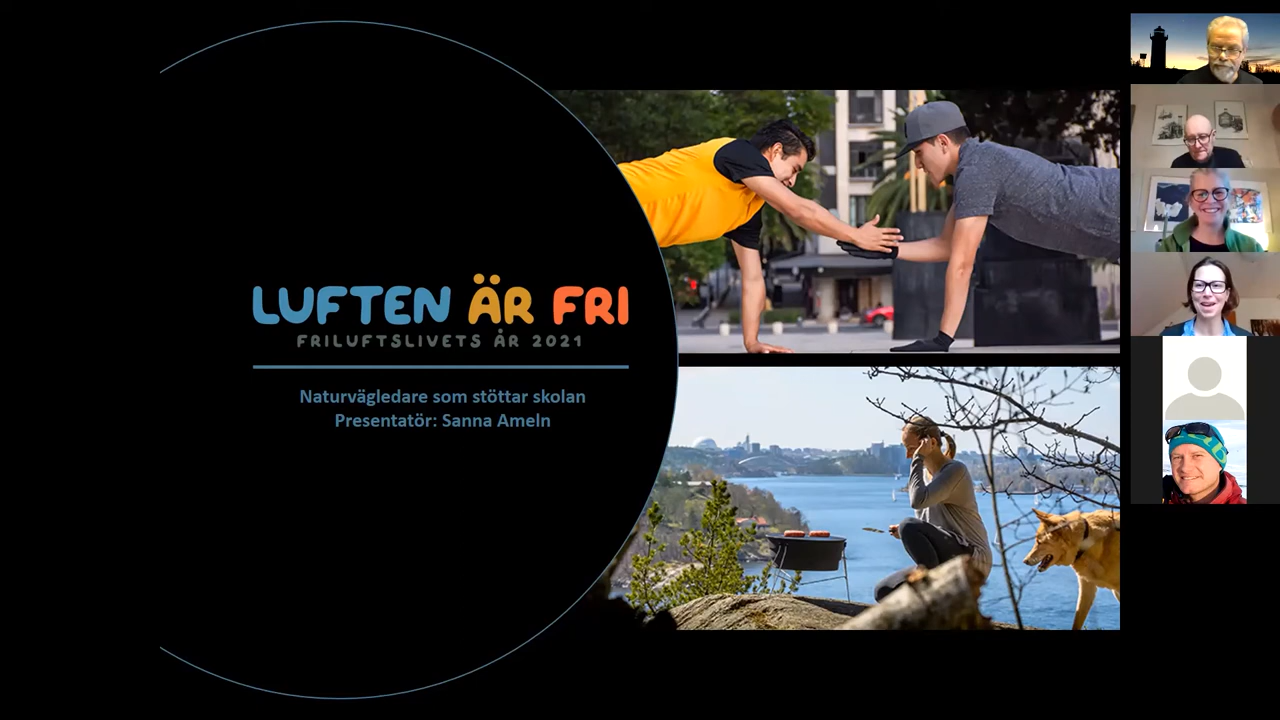 LUFTEN ÄR FRI
FRILUFTSLIVETS ÅR 2021
Naturvägledare som stöttar skolan
Presentatör: Sanna Ameln